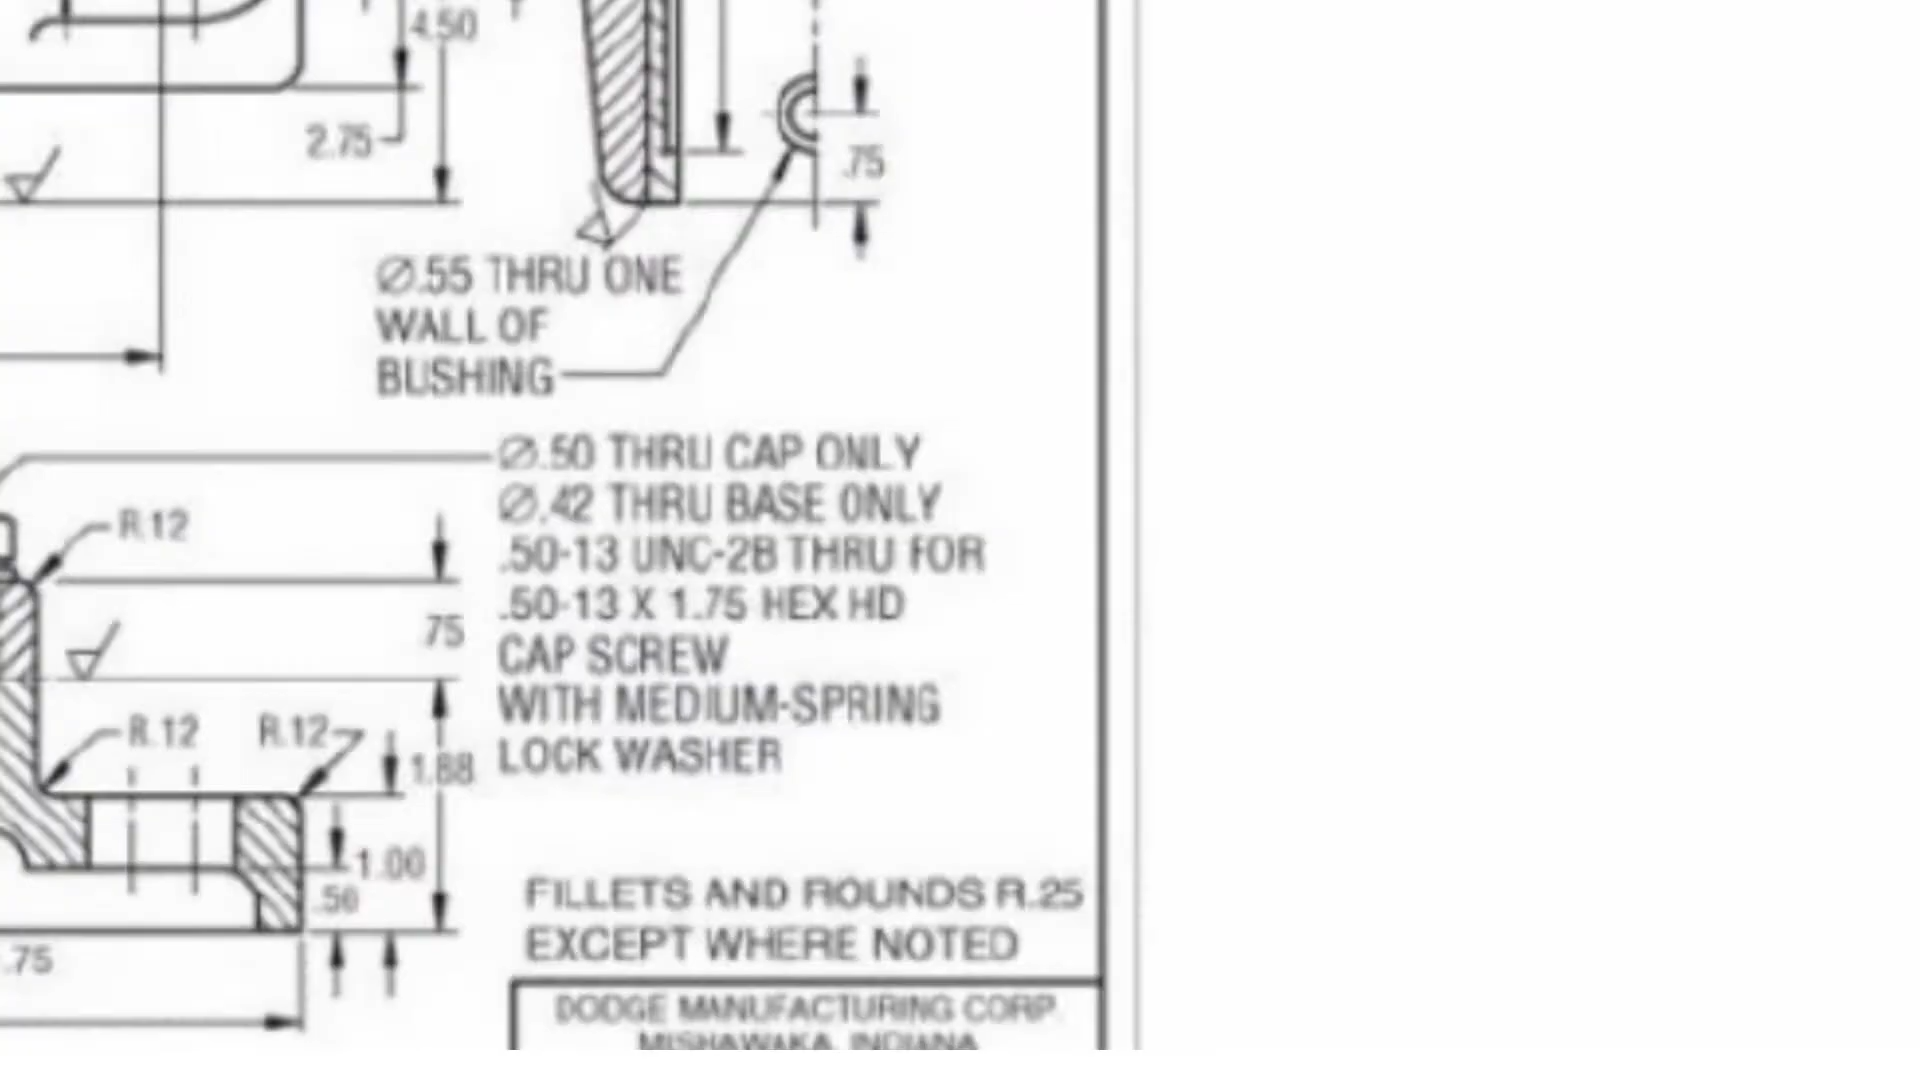 4.50
2.75
.75
Ø.55 THRU ONE
WALL OF
BUSHING
Ø.50 THRU CAP ONLY
Ø.42 THRU BASE ONLY
.50-13 UNC-2B THRU FOR
.50-13 X 1.75 HEX HD
CAP SCREW
WITH MEDIUM-SPRING
LOCK WASHER
R.12
.75
R.12 R.12
1.88
1.00
.50
.75
FILLETS AND ROUNDS R.25
EXCEPT WHERE NOTED
DODGE MANUFACTURING CORP.
MISHAWAKA, INDIANA